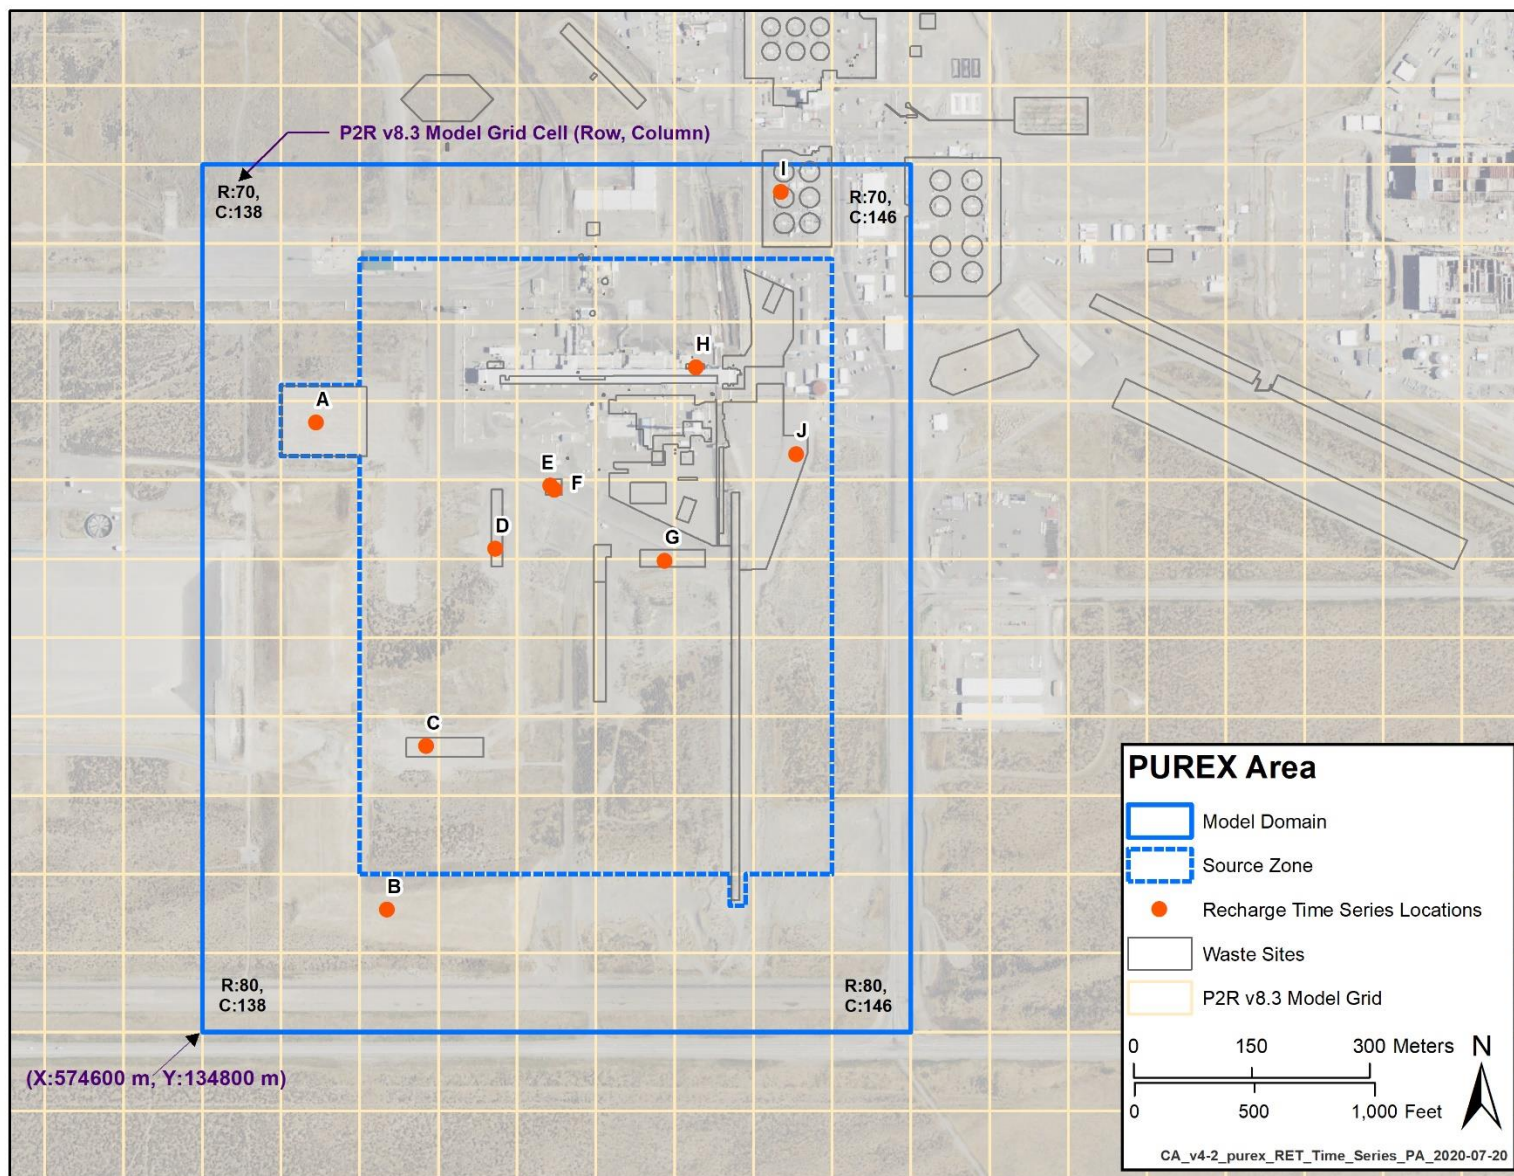 P2R v8.3 Model Grid Cell (Row, Column)
R:70,
C:138
I
R:70,
C:146
H
A
J
E
F
D
G
C
B
R:80,
C:138
R:80,
C:146
(X:574600 m, Y:134800 m)
PUREX Area
Model Domain
Source Zone
Recharge Time Series Locations
Waste Sites
P2R v8.3 Model Grid
0 150 300 Meters
N
0 500 1,000 Feet
CA_v4-2_purex_RET_Time_Series_PA_2020-07-20